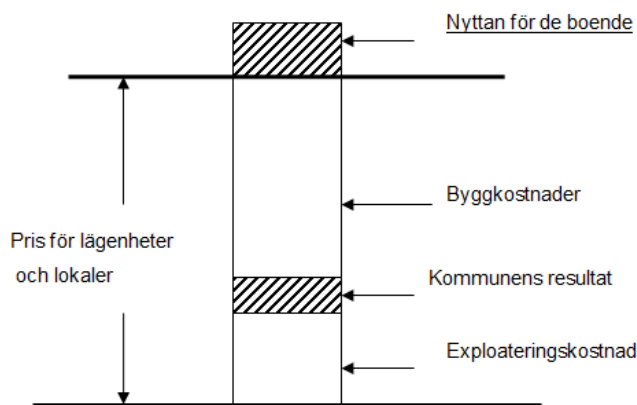 Nyttan för de boende
Byggkostnader
Pris för lägenheter
och lokaler
Kommunens resultat
Exploateringskostnad